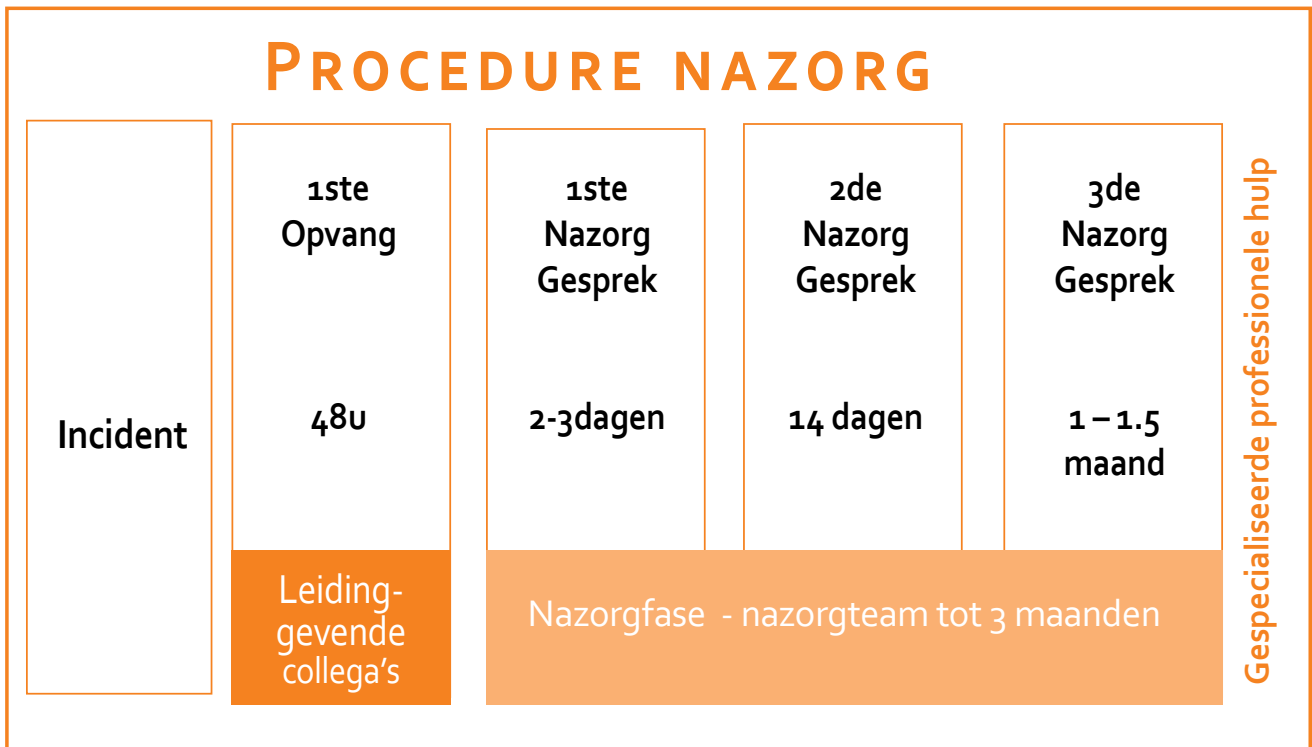 PROCEDURE NAZORG
Incident
1ste
Opvang
48u
Leiding-
gevende
collega's
1ste
Nazorg
Gesprek
2-3dagen
2de
Nazorg
Gesprek
14 dagen
3de
Nazorg
Gesprek
1 – 1.5
maand
Nazorgfase - nazorgteam tot 3 maanden
Gespecialiseerde professionele hulp